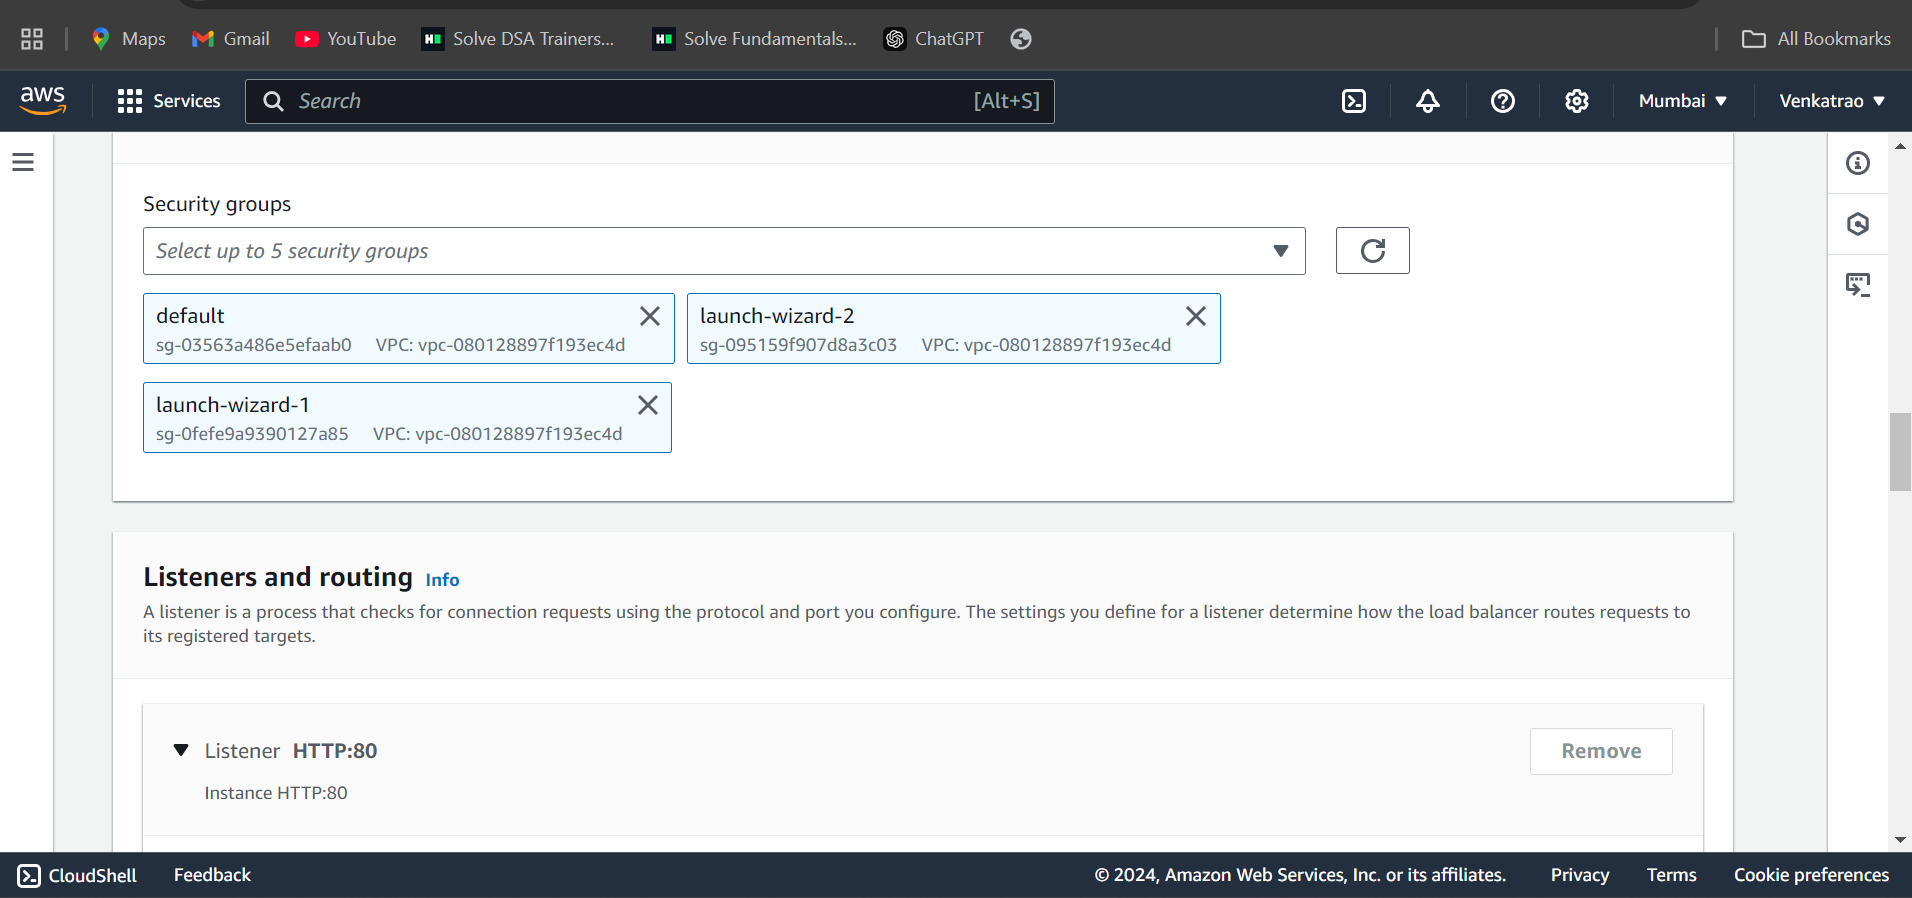 Maps Gmail YouTube Solve DSA Trainers... Solve Fundamentals... ChatGPT All Bookmarks
aws Services Search [Alt+S] Mumbai Venkatrao
Security groups
Select up to 5 security groups
default
sg-03563a486e5efaab0 VPC: vpc-080128897f193ec4d
launch-wizard-2
sg-095159f907d8a3c03 VPC: vpc-080128897f193ec4d
launch-wizard-1
sg-0fefe9a9390127a85 VPC: vpc-080128897f193ec4d
Listeners and routing Info
A listener is a process that checks for connection requests using the protocol and port you configure. The settings you define for a listener determine how the load balancer routes requests to
its registered targets.
Listener HTTP:80
Remove
Instance HTTP:80
CloudShell Feedback © 2024, Amazon Web Services, Inc. or its affiliates. Privacy Terms Cookie preferences